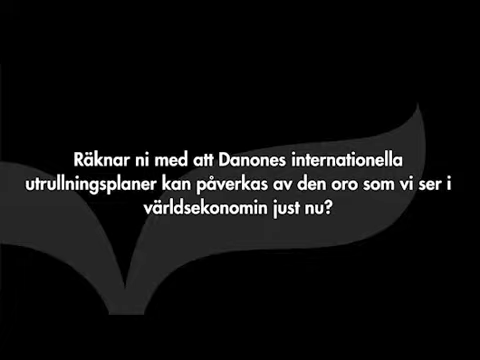 Räknar ni med att Danones internationella
utrullningsplaner kan påverkas av den oro som vi ser i
världsekonomin just nu?